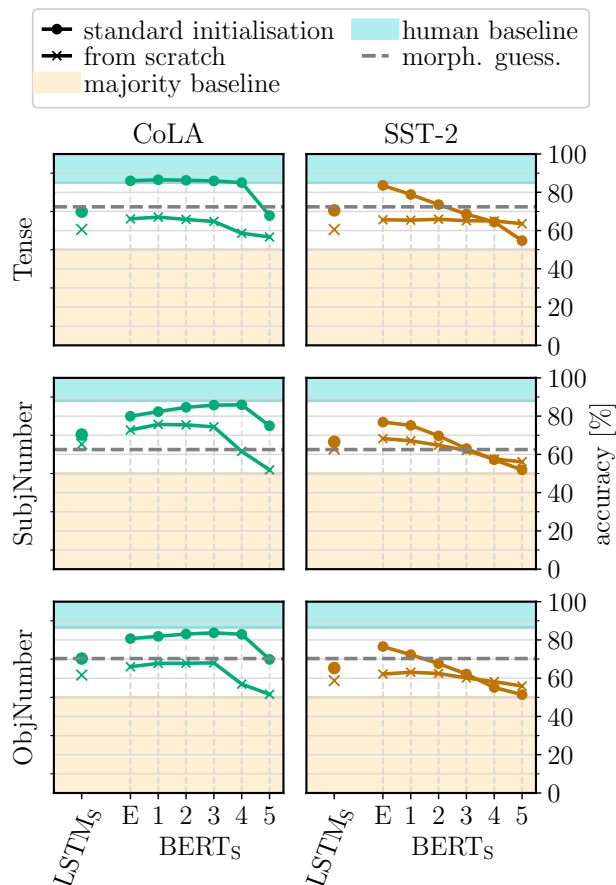 standard initialisation
from scratch
majority baseline
human baseline
morph. guess.
CoLA
SST-2
Tense
100
80
60
40
20
0
SubjNumber
100
80
60
40
20
0
accuracy [%]
ObjNumber
100
80
60
40
20
0
LSTMS E 1 2 3 4 5
LSTMS E 1 2 3 4 5
BERTS
BERTS